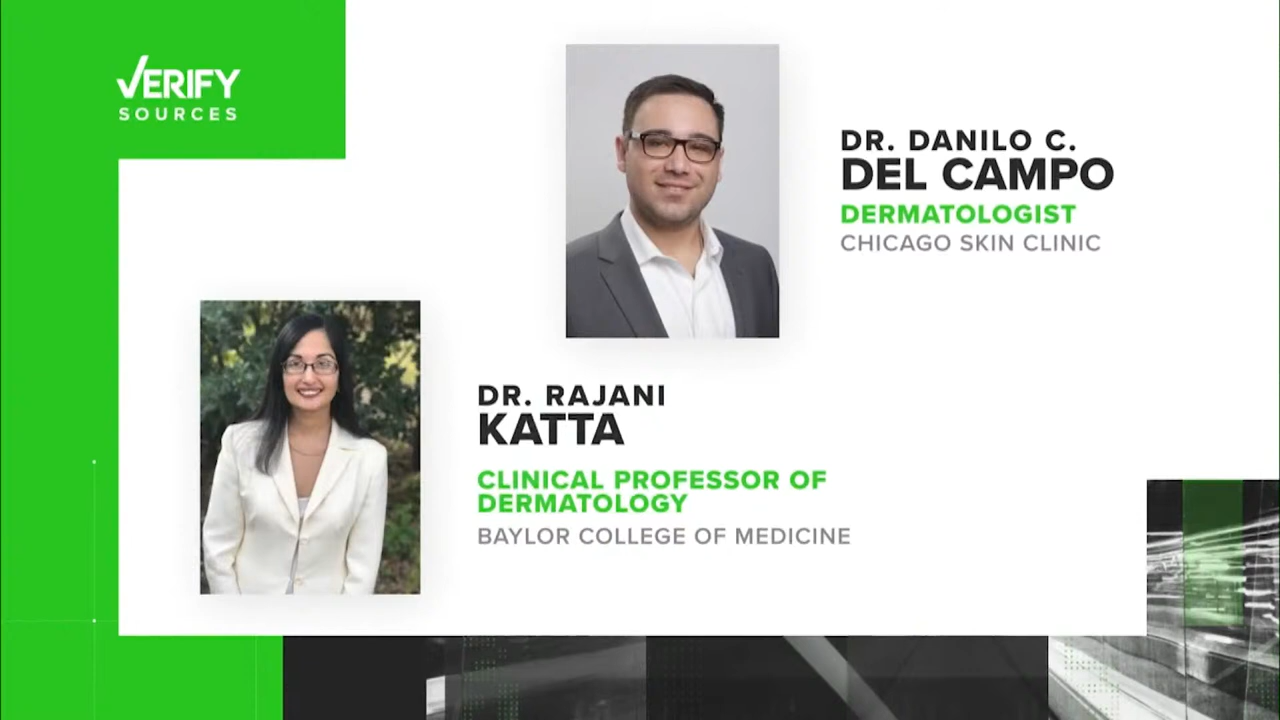 VERIFY
SOURCES
DR. DANILO C.
DEL CAMPO
DERMATOLOGIST
CHICAGO SKIN CLINIC
DR. RAJANI
KATTA
CLINICAL PROFESSOR OF
DERMATOLOGY
BAYLOR COLLEGE OF MEDICINE